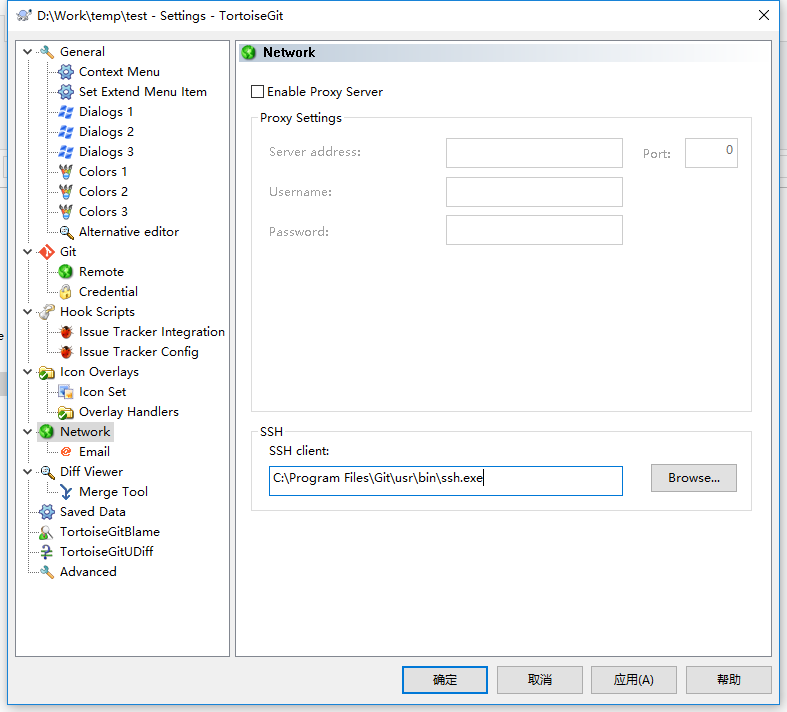 D:\Work\temp\test - Settings - TortoiseGit
General
Context Menu
Set Extend Menu Item
Dialogs 1
Dialogs 2
Dialogs 3
Colors 1
Colors 2
Colors 3
Alternative editor
Git
Remote
Credential
Hook Scripts
Issue Tracker Integration
Issue Tracker Config
Icon Overlays
Icon Set
Overlay Handlers
Network
Email
Diff Viewer
Merge Tool
Saved Data
TortoiseGitBlame
TortoiseGitUDiff
Advanced
Network
Enable Proxy Server
Proxy Settings
Server address:
Port: 0
Username:
Password:
SSH
SSH client:
C:\Program Files\Git\usr\bin\ssh.exe
Browse...
确定 取消 应用(A) 帮助